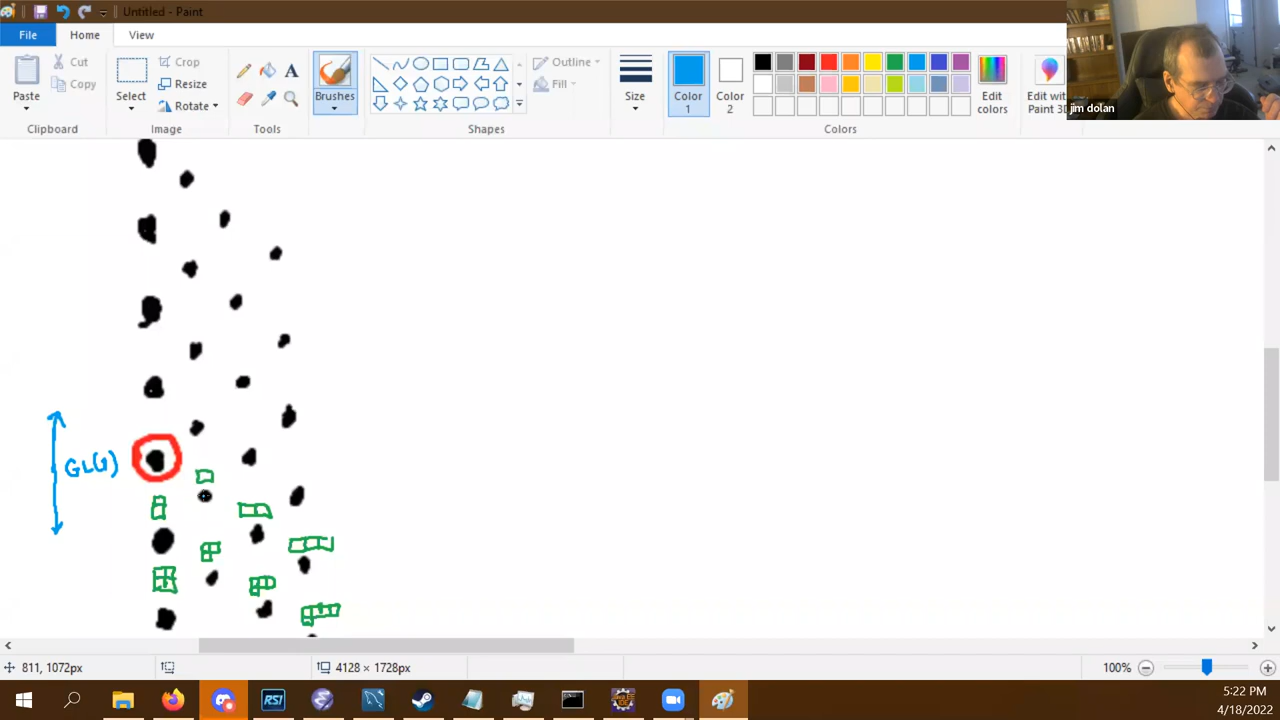 Untitled - Paint
File
Home
View
Paste
Cut
Copy
Clipboard
Select
Crop
Resize
Rotate
Image
Tools
Brushes
Shapes
Outline
Fill
Size
Color 1
Color 2
Colors
Edit colors
Edit with Paint 3D
jim dolan
811, 1072px
4128 × 1728px
100%
RSI
5:22 PM
4/18/2022